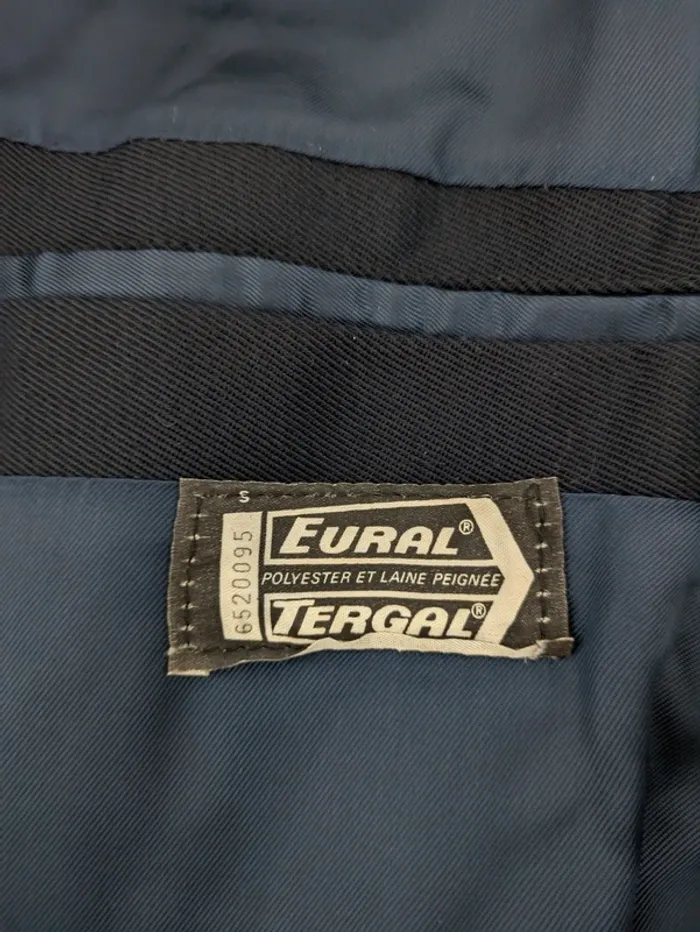 S
6520095
EURAL®
POLYESTER ET LAINE PEIGNÉE
TERGAL®